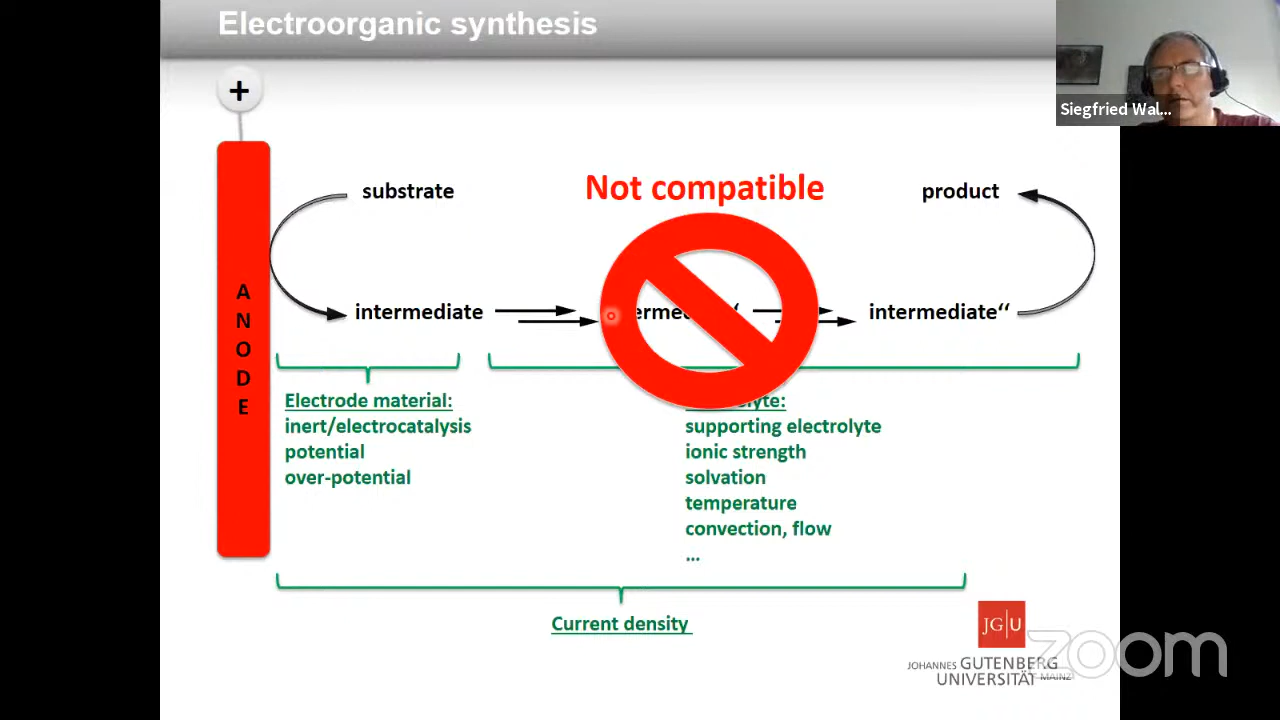 Electroorganic synthesis
+
Siegfried Wal...
substrate
Not compatible
product
ANODE
intermediate
intermediate“
Electrode material:
inert/electrocatalysis
potential
over-potential
supporting electrolyte
ionic strength
solvation
temperature
convection, flow
...
Current density
JG|U
zoom
JOHANNES GUTENBERG
UNIVERSITÄT MAINZ